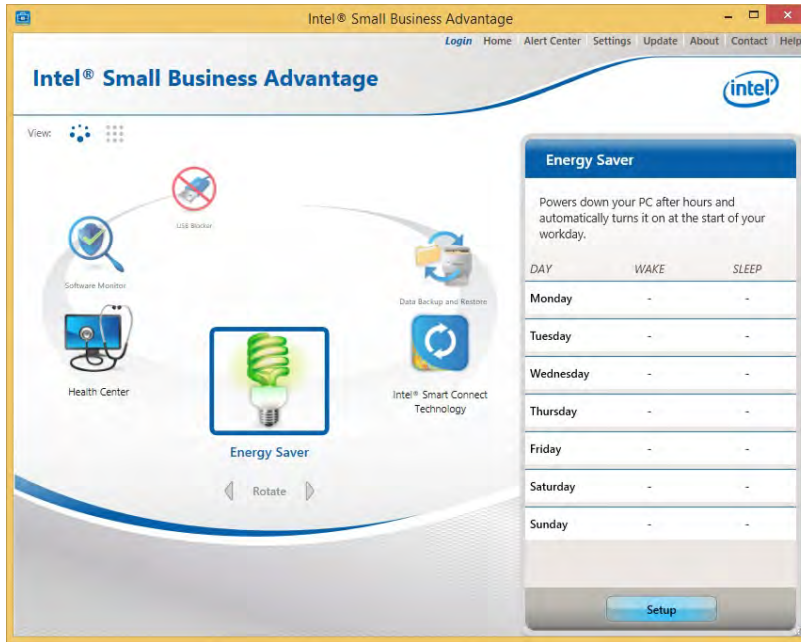 Intel® Small Business Advantage
Login Home Alert Center Settings Update About Contact Help
Intel® Small Business Advantage
intel
View:
USB Blocker
Software Monitor
Data Backup and Restore
Health Center
Intel® Smart Connect
Technology
Energy Saver
Rotate
Energy Saver
Powers down your PC after hours and
automatically turns it on at the start of your
workday.
DAY WAKE SLEEP
Monday - -
Tuesday - -
Wednesday - -
Thursday - -
Friday - -
Saturday - -
Sunday - -
Setup